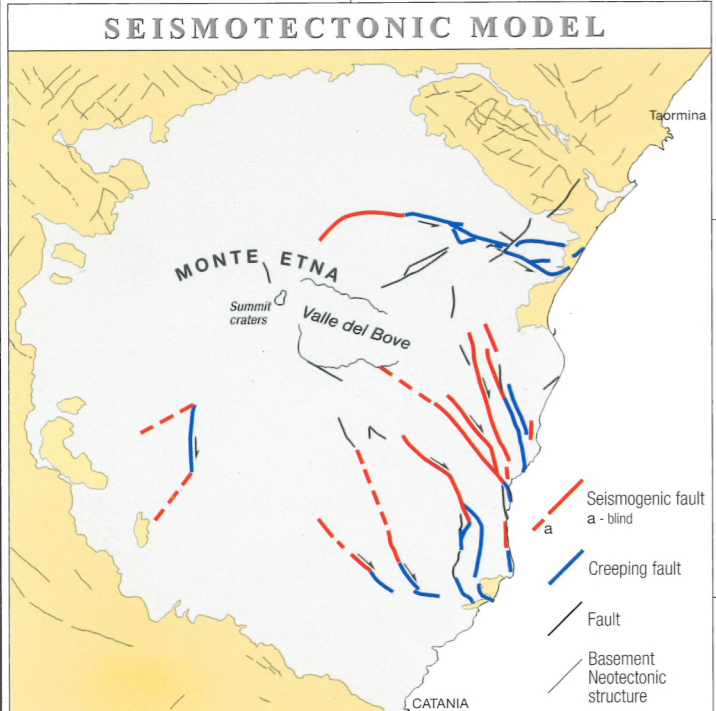 SEISMOTECTONIC MODEL
Taormina
MONTE ETNA
Summit
craters
Valle del Bove
Seismogenic fault
a - blind
a
Creeping fault
Fault
Basement
Neotectonic
structure
CATANIA